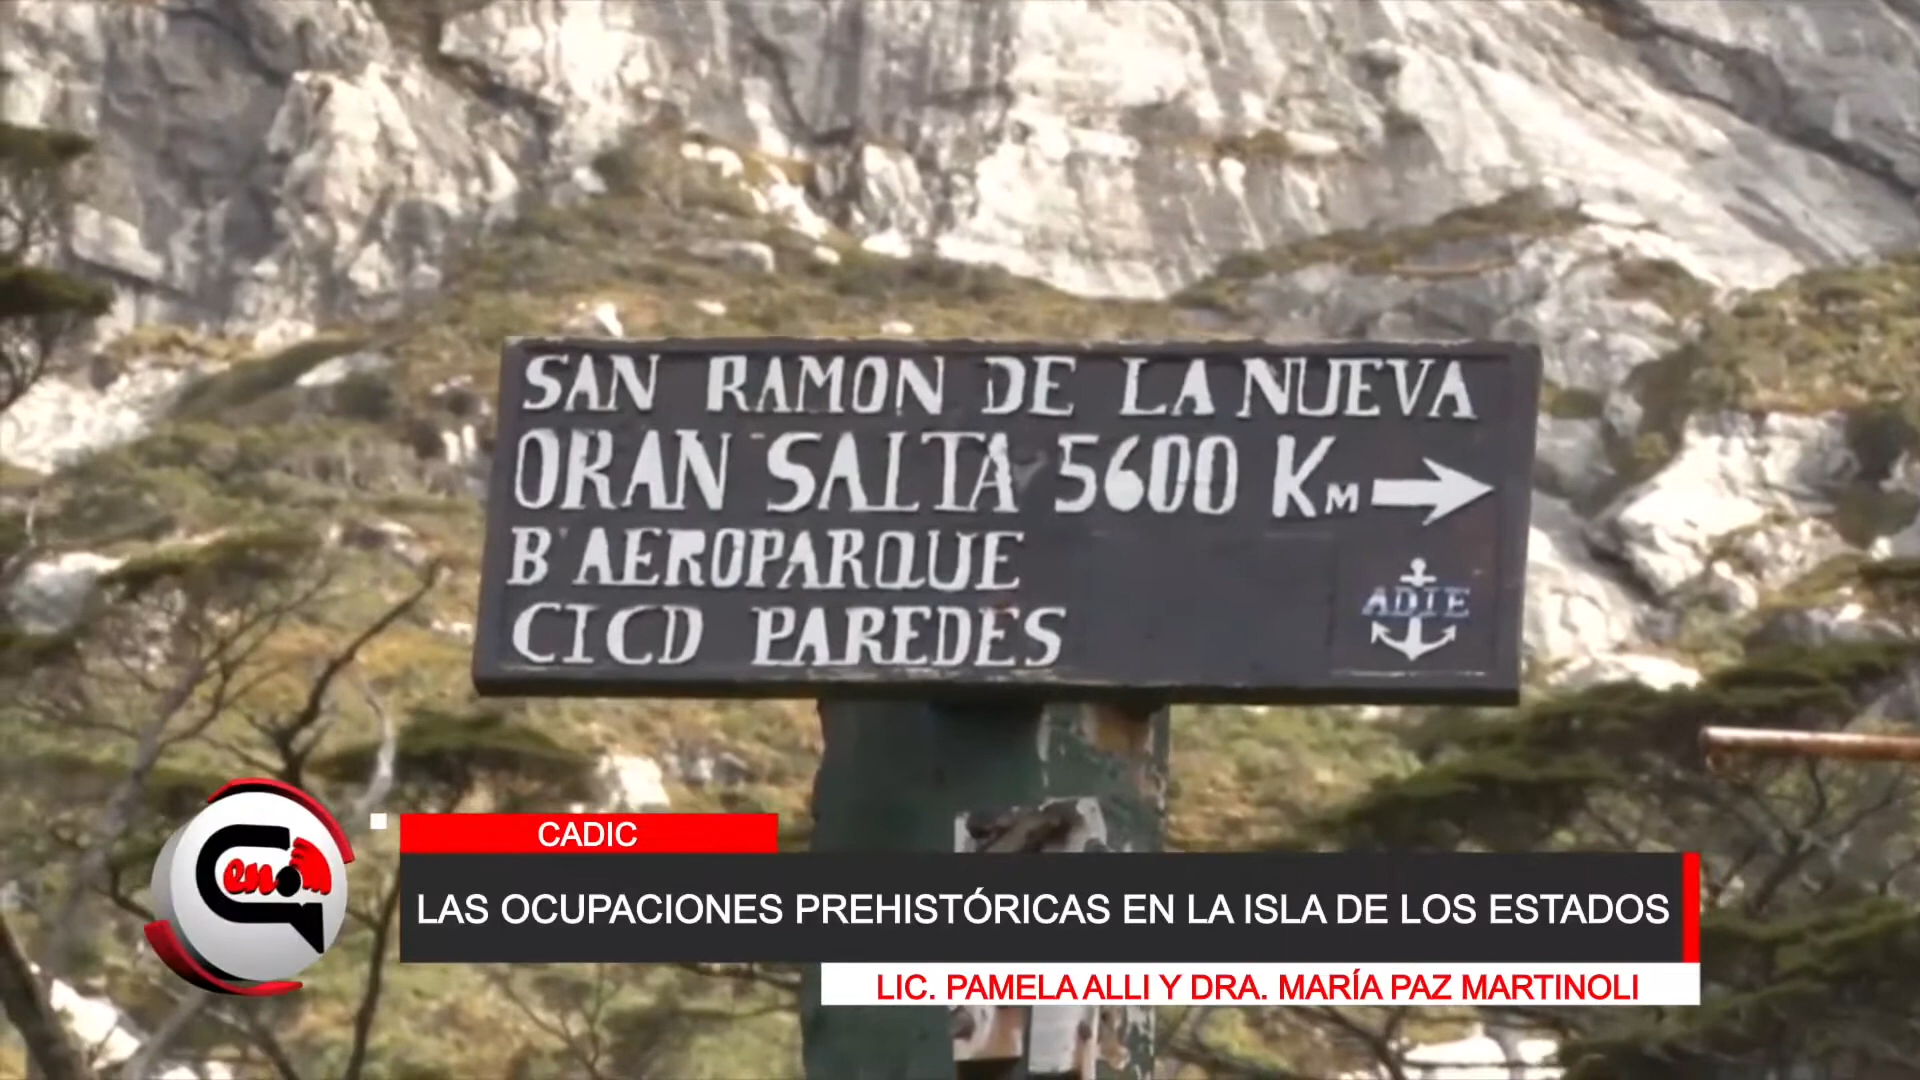 SAN RAMON DE LA NUEVA
ORAN SALTA 5600 KM
B AEROPARQUE
CICD PAREDES
ADIE
CADIC
en
LAS OCUPACIONES PREHISTÓRICAS EN LA ISLA DE LOS ESTADOS
LIC. PAMELA ALLI Y DRA. MARÍA PAZ MARTINOLI